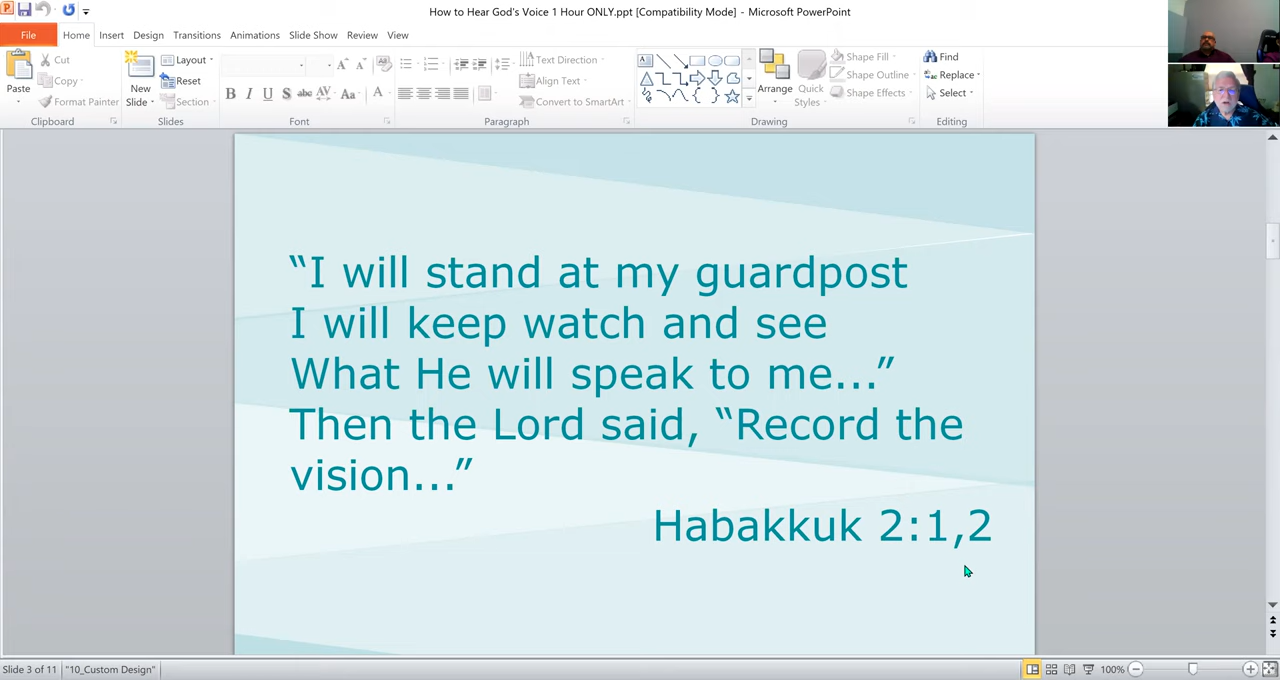 How to Hear God's Voice 1 Hour ONLY.ppt [Compatibility Mode] - Microsoft PowerPoint
File Home Insert Design Transitions Animations Slide Show Review View
Paste
Cut
Copy
Format Painter
Clipboard
New
Slide
Layout
Reset
Section
Slides
B I U S abc AV Aa A
Font
Text Direction
Align Text
Convert to SmartArt
Paragraph
Arrange
Quick
Styles
Shape Fill
Shape Outline
Shape Effects
Drawing
Find
Replace
Select
Editing
“I will stand at my guardpost
I will keep watch and see
What He will speak to me...”
Then the Lord said, “Record the
vision...”
Habakkuk 2:1,2
Slide 3 of 11 "10_Custom Design" 100%